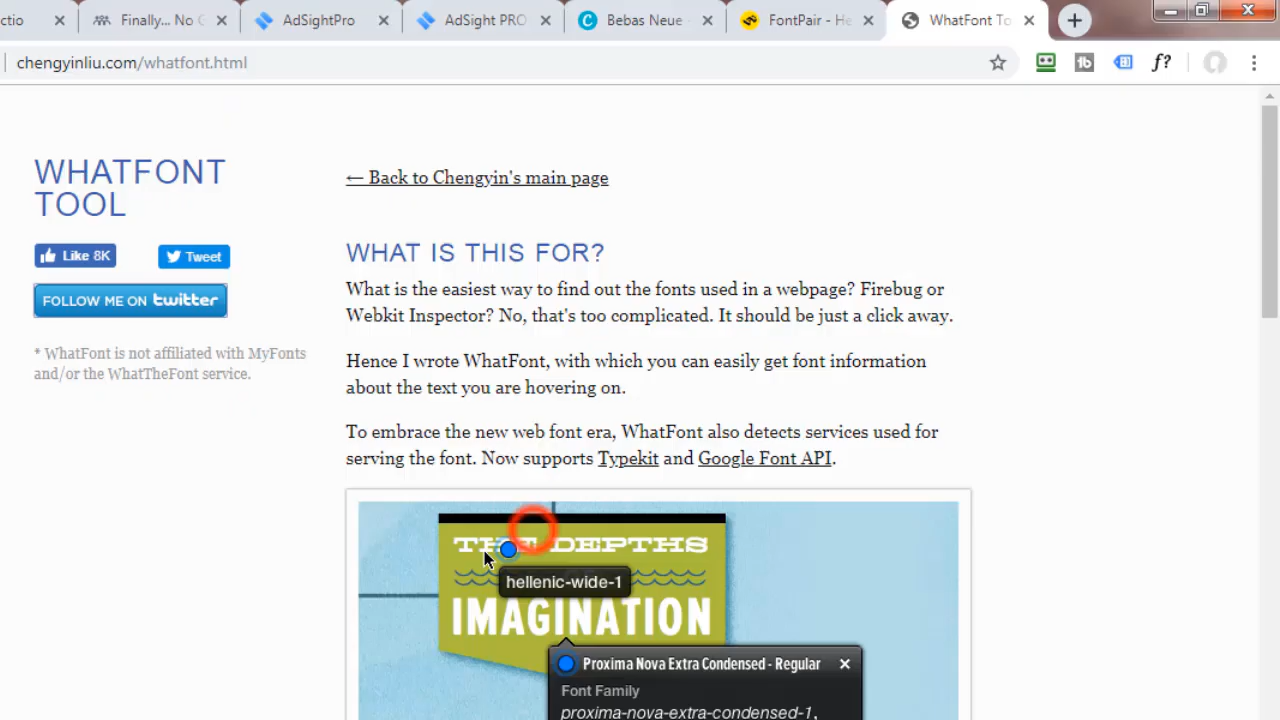 ctio
Finally... No
AdSightPro
AdSight PRO
Bebas Neue -
FontPair - He
WhatFont To
chengyinliu.com/whatfont.html
1b
f?
WHATFONT
TOOL
Like 8K
Tweet
FOLLOW ME ON twitter
* WhatFont is not affiliated with MyFonts
and/or the WhatTheFont service.
← Back to Chengyin's main page
WHAT IS THIS FOR?
What is the easiest way to find out the fonts used in a webpage? Firebug or
Webkit Inspector? No, that's too complicated. It should be just a click away.
Hence I wrote WhatFont, with which you can easily get font information
about the text you are hovering on.
To embrace the new web font era, WhatFont also detects services used for
serving the font. Now supports Typekit and Google Font API.
THE DEPTHS
hellenic-wide-1
IMAGINATION
Proxima Nova Extra Condensed - Regular
Font Family
proxima-nova-extra-condensed-1,